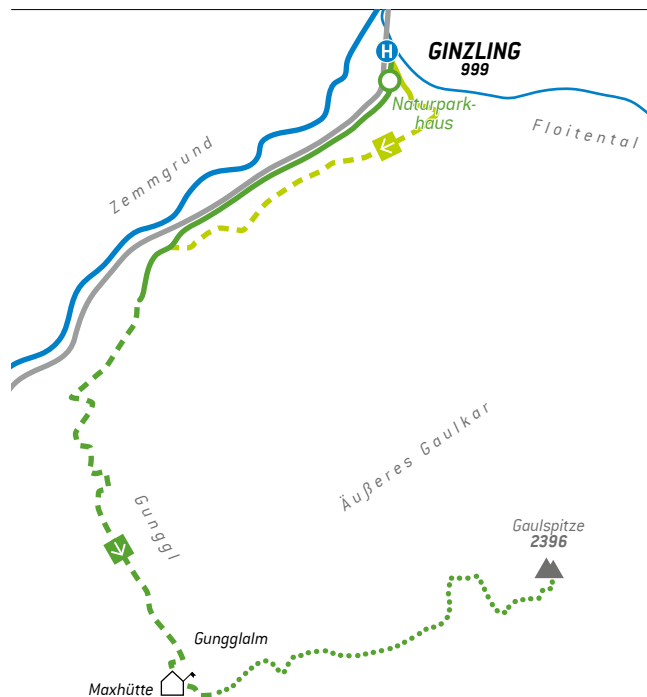 H
GINZLING
999
Naturpark-
haus
Floitental
Zemmgrund
Äußeres Gaulkar
Gunggl
Gaulspitze
2396
Gungglalm
Maxhütte